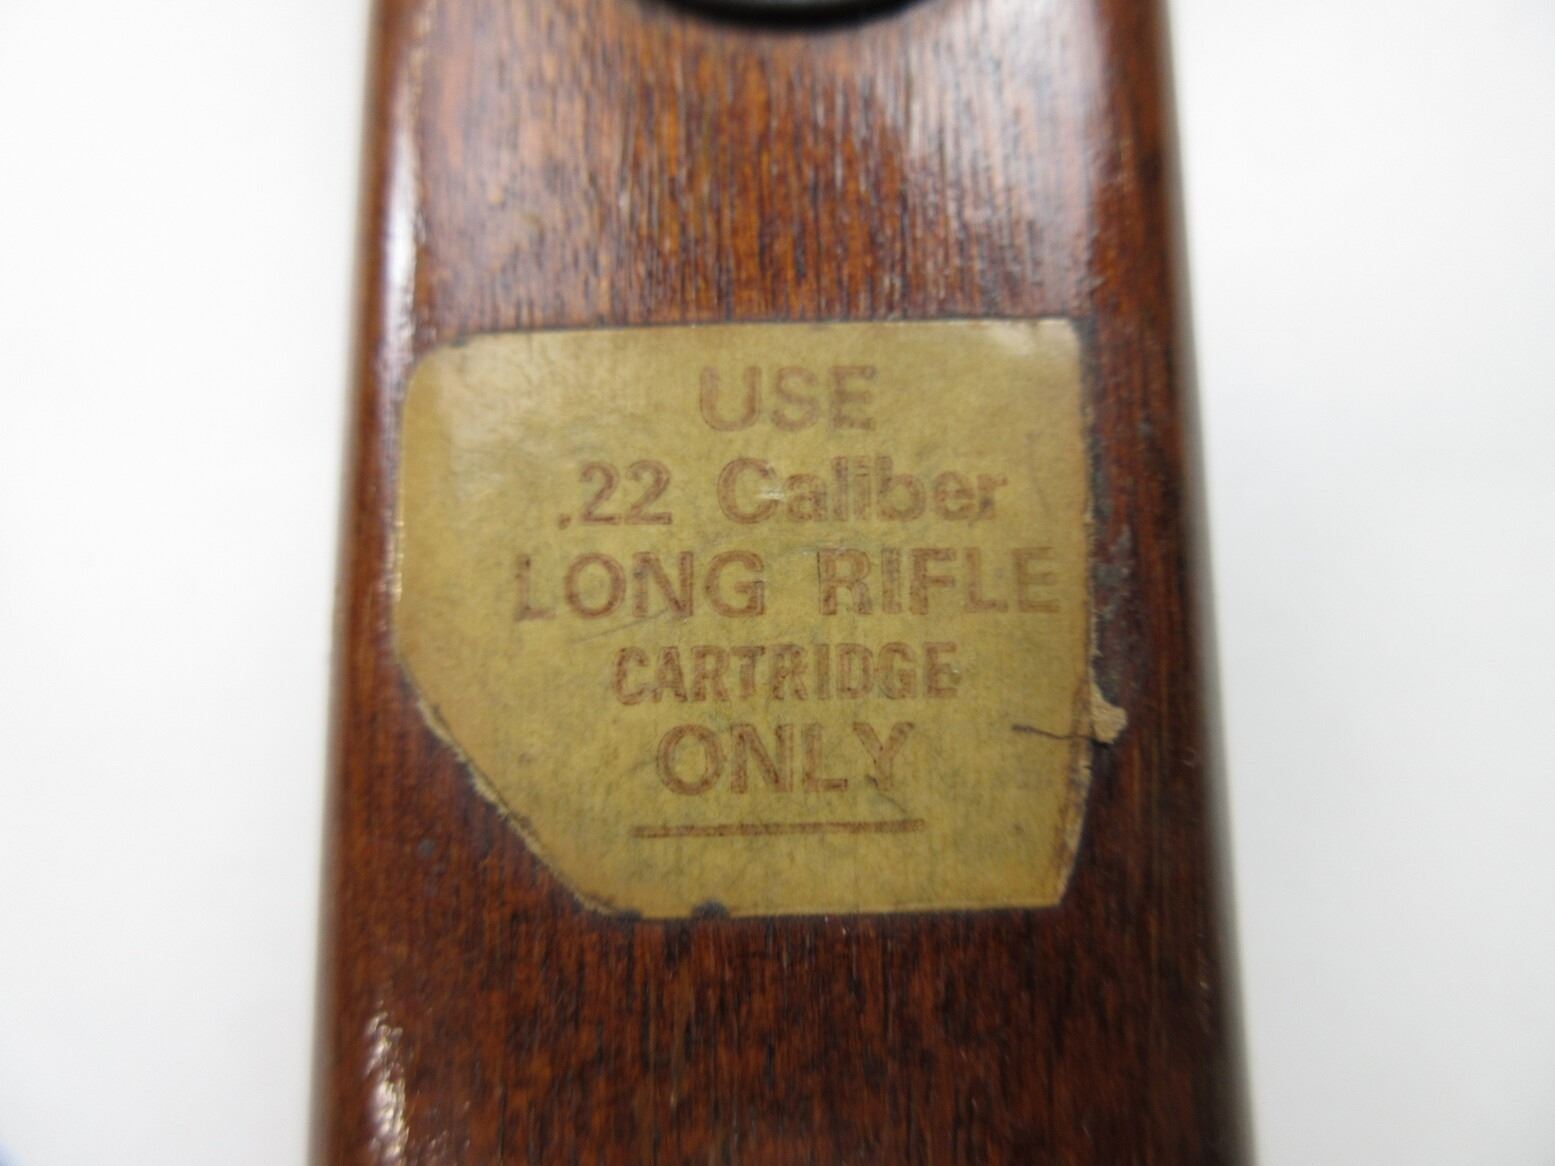 USE
.22 Caliber
LONG RIFLE
CARTRIDGE
ONLY